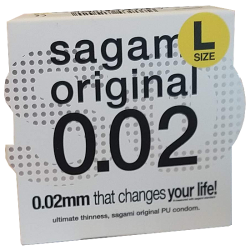 sagami
L
SIZE
original
0.02
0.02mm that changes your life!
ultimate thinness, sagami original PU condom.